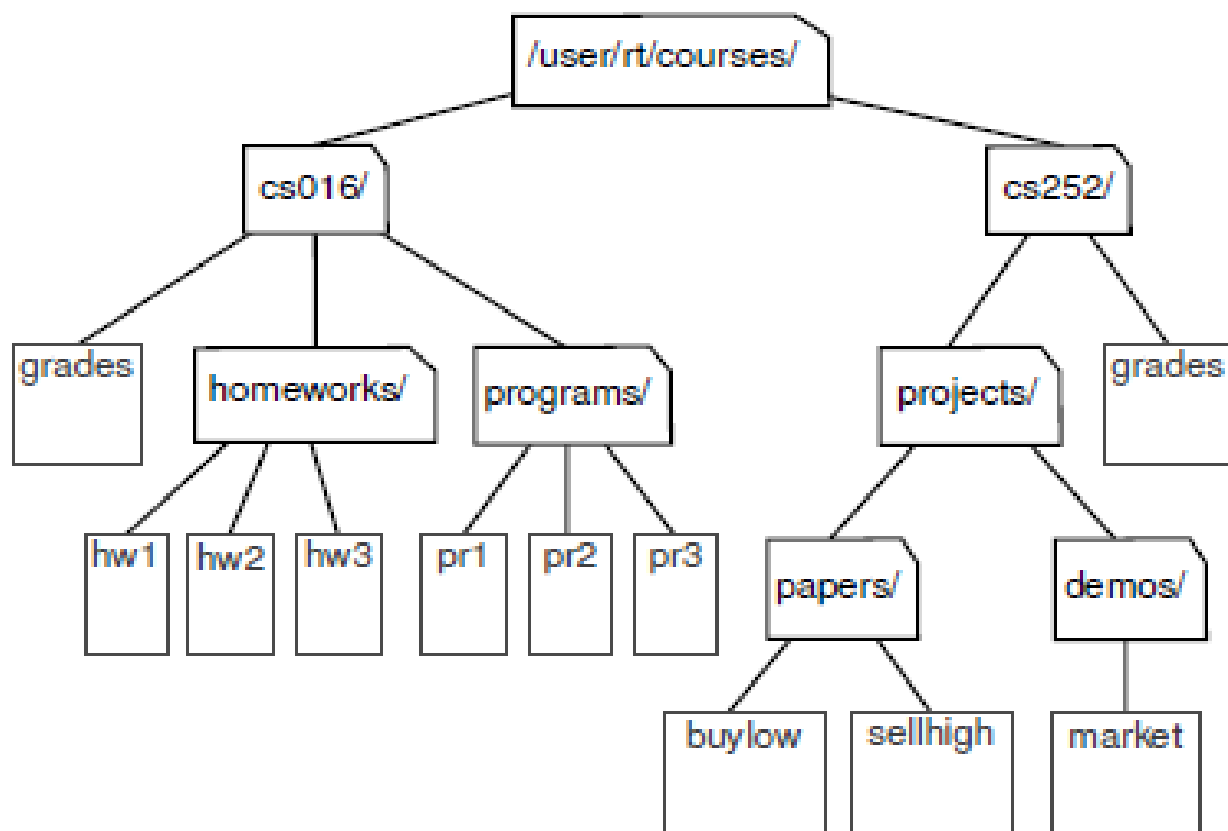 /user/rt/courses/
cs016/
cs252/
grades
homeworks/
programs/
projects/
grades
hw1
hw2
hw3
pr1
pr2
pr3
papers/
demos/
buylow
sellhigh
market